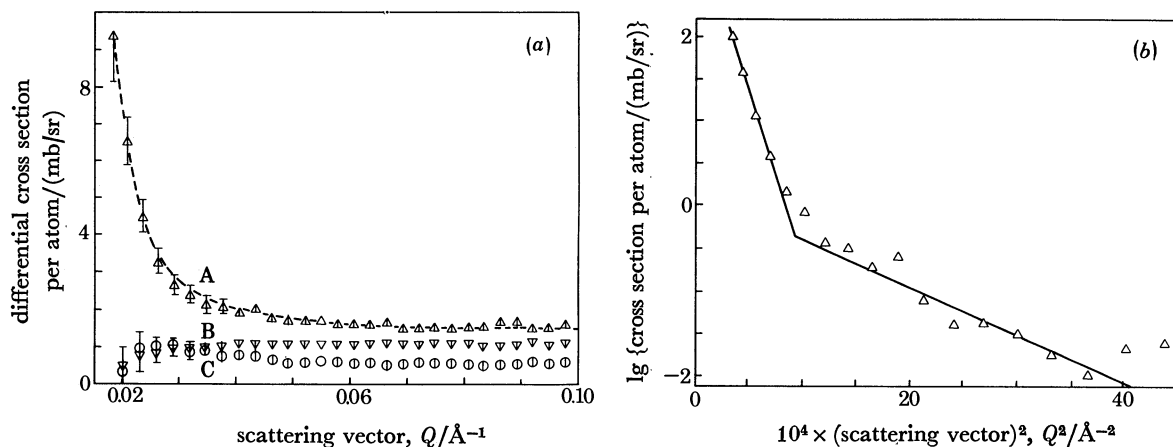 (a)
differential cross section
per atom/(mb/sr)
8
4
0
A
B
C
0.02
0.06
0.10
scattering vector, Q/Å⁻¹
(b)
lg {cross section per atom/(mb/sr)}
2
0
−2
0
20
40
10⁴ × (scattering vector)², Q²/Å⁻²